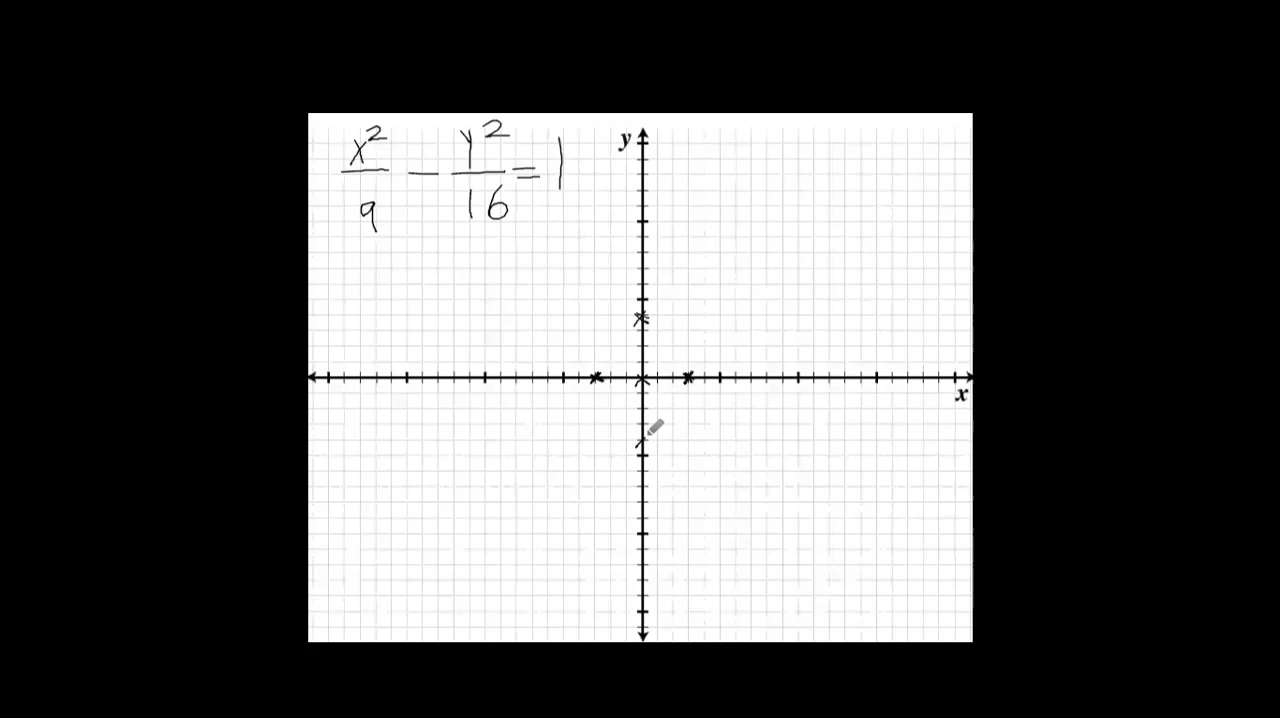 x²/9 − y²/16 = 1
y
x